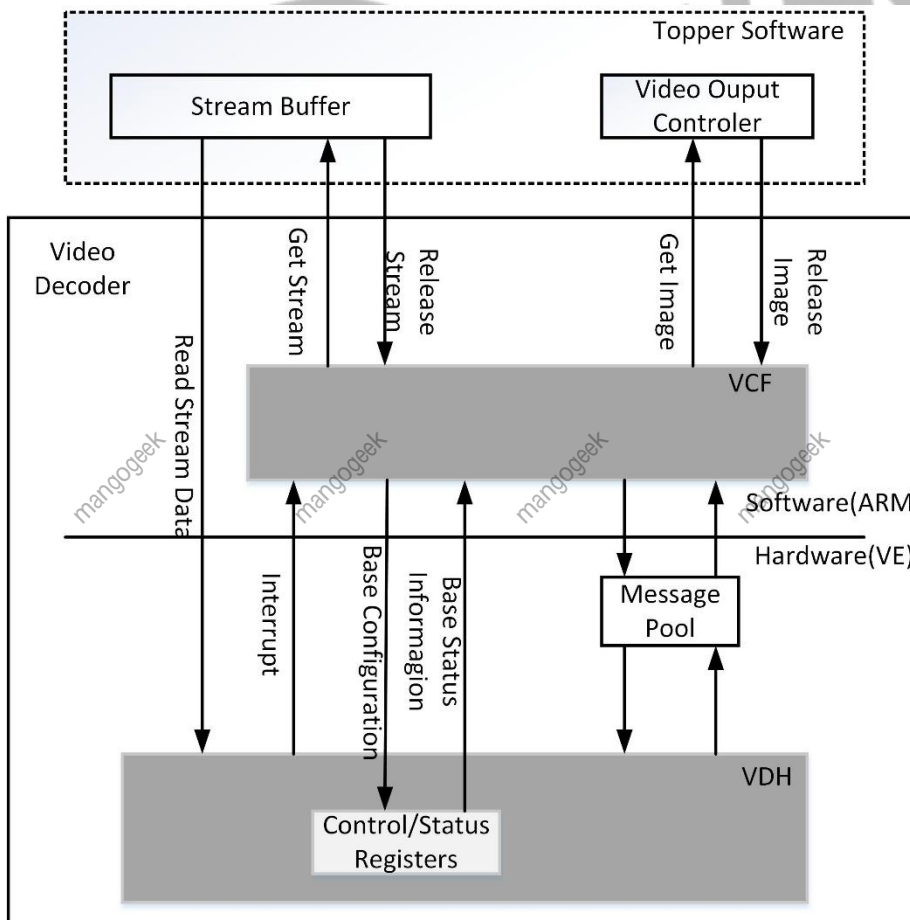 Topper Software
Stream Buffer
Video Ouput
Controler
Video
Decoder
Read Stream Data
Get Stream
Release
Stream
Get Image
Release
Image
VCF
mangogeek
mangogeek
mangogeek
mangogeek
Software(ARM
Hardware(VE)
Interrupt
Base Configuration
Base Status
Informagion
Message
Pool
VDH
Control/Status
Registers